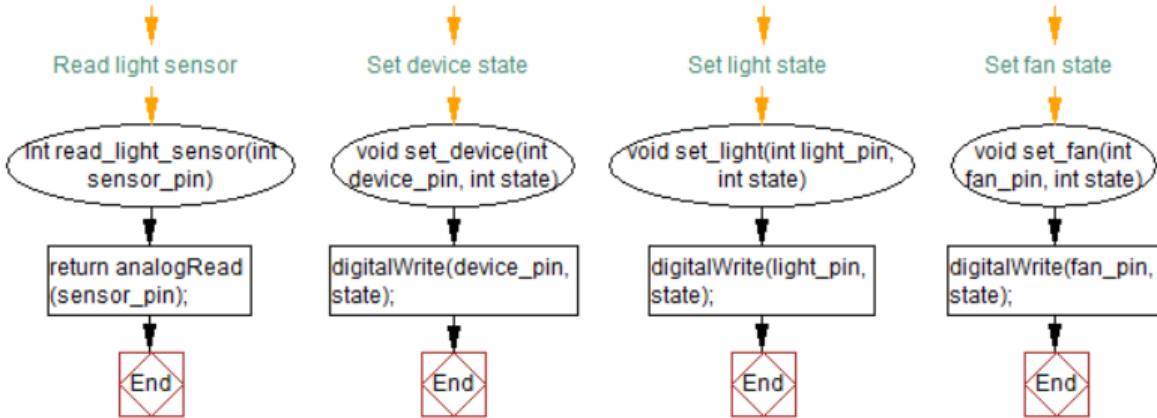 Read light sensor
int read_light_sensor(int
sensor_pin)
return analogRead
(sensor_pin);
End
Set device state
void set_device(int
device_pin, int state)
digitalWrite(device_pin,
state);
End
Set light state
void set_light(int light_pin,
int state)
digitalWrite(light_pin,
state);
End
Set fan state
void set_fan(int
fan_pin, int state)
digitalWrite(fan_pin,
state);
End